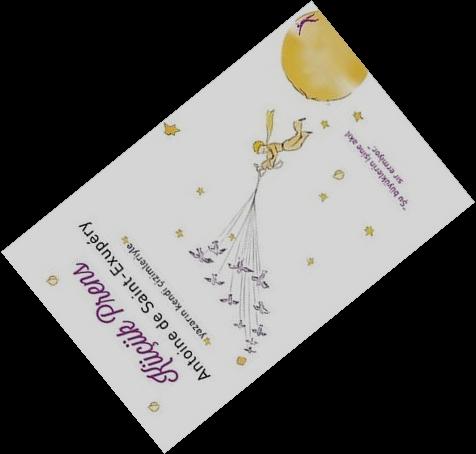 Küçük Prens
Antoine de Saint-Exupéry
yazarın kendi çizimleriyle
"Şu büyüklerin işine akıl
sır ermiyor."